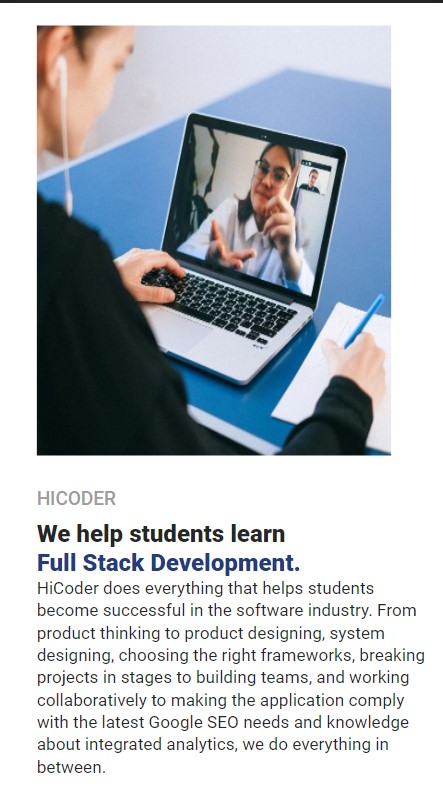 HICODER
We help students learn
Full Stack Development.
HiCoder does everything that helps students
become successful in the software industry. From
product thinking to product designing, system
designing, choosing the right frameworks, breaking
projects in stages to building teams, and working
collaboratively to making the application comply
with the latest Google SEO needs and knowledge
about integrated analytics, we do everything in
between.